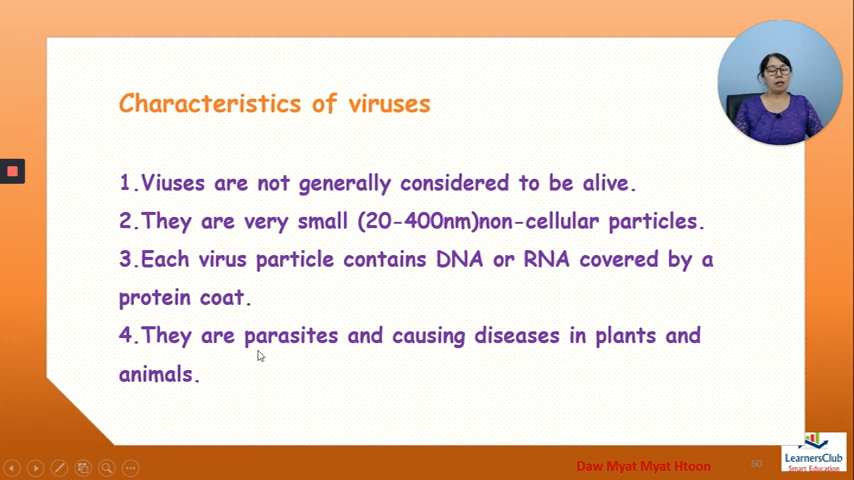 Characteristics of viruses
1.Viuses are not generally considered to be alive.
2.They are very small (20-400nm)non-cellular particles.
3.Each virus particle contains DNA or RNA covered by a
protein coat.
4.They are parasites and causing diseases in plants and
animals.
Daw Myat Myat Htoon
60
LearnersClub
Smart Education